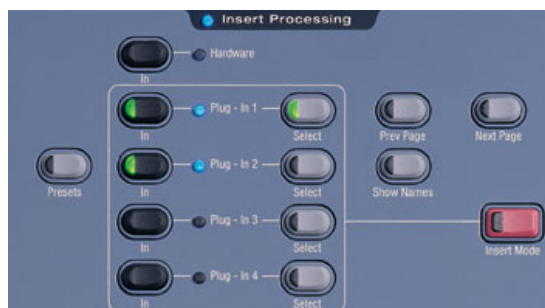 Insert Processing
Hardware
In
Plug - In 1
In
Select
Prev Page
Next Page
Plug - In 2
Presets
In
Select
Show Names
Plug - In 3
In
Select
Insert Mode
Plug - In 4
In
Select